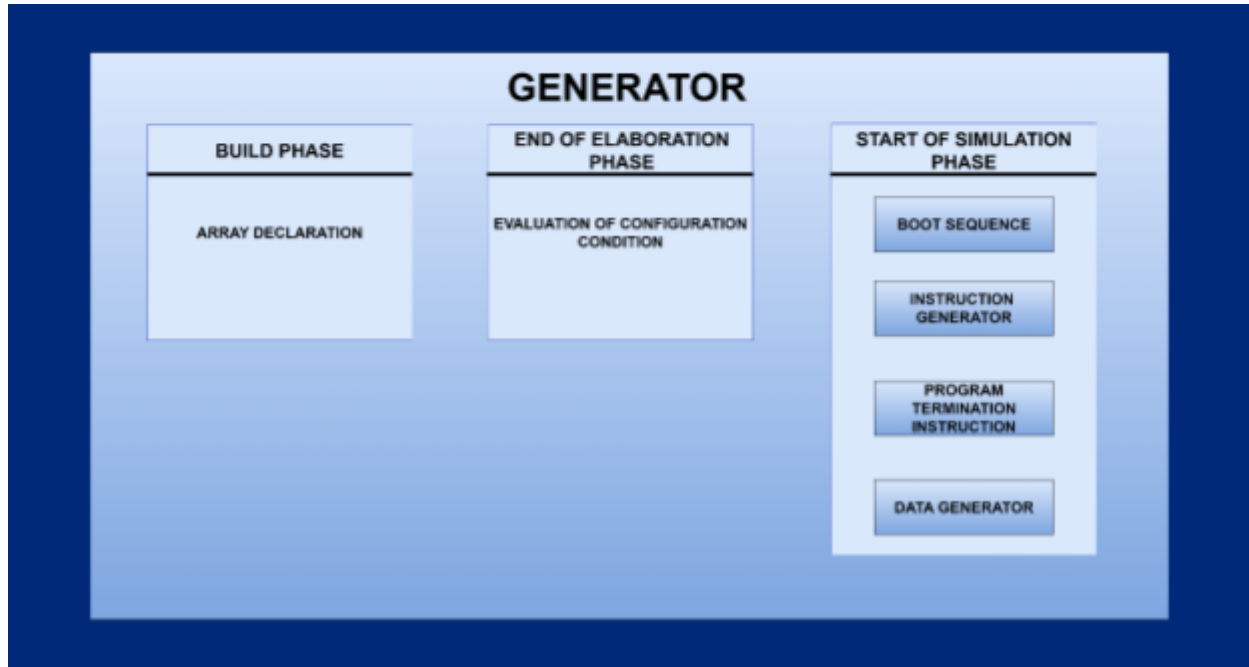 GENERATOR
BUILD PHASE
ARRAY DECLARATION
END OF ELABORATION
PHASE
EVALUATION OF CONFIGURATION
CONDITION
START OF SIMULATION
PHASE
BOOT SEQUENCE
INSTRUCTION
GENERATOR
PROGRAM
TERMINATION
INSTRUCTION
DATA GENERATOR